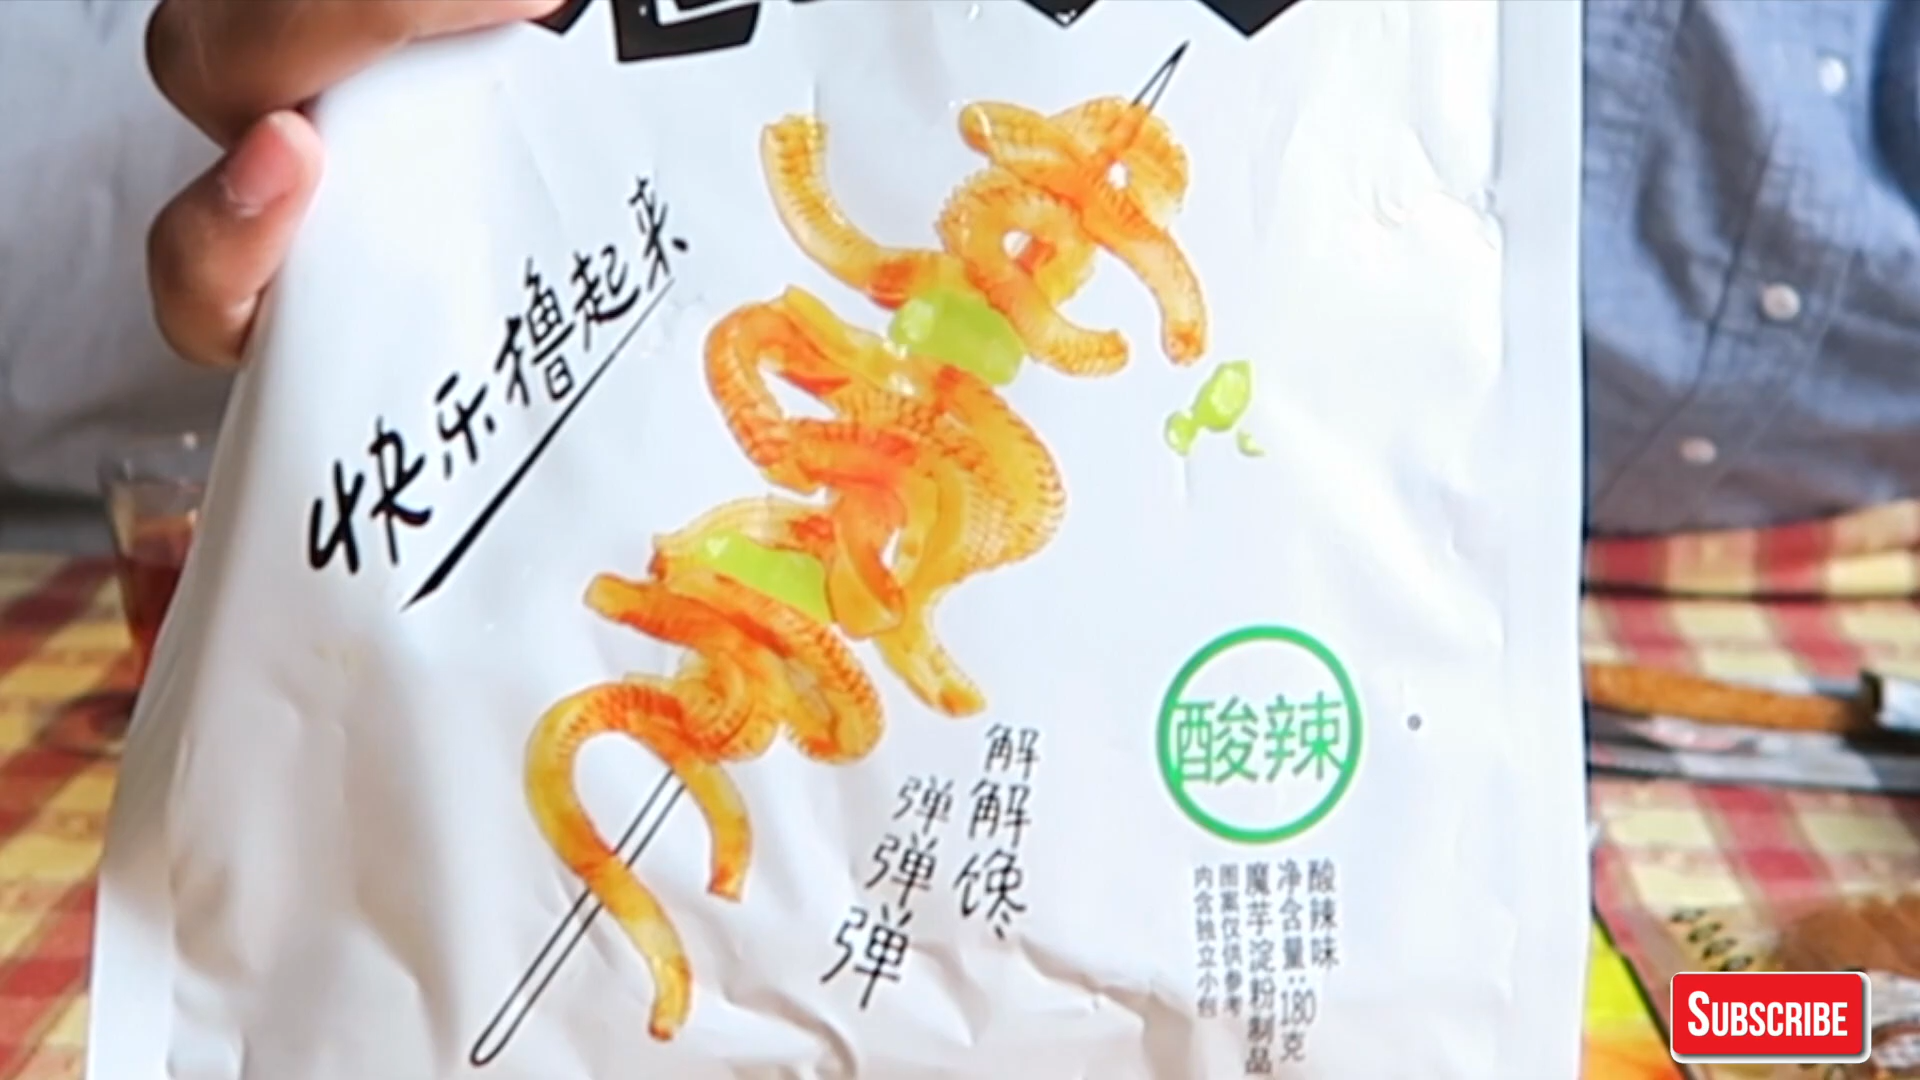 快乐撸起来
解解馋
弹弹弹
酸辣
酸辣味
净含量:180克
魔芋淀粉制品
图案仅供参考
内含独立小包
SUBSCRIBE